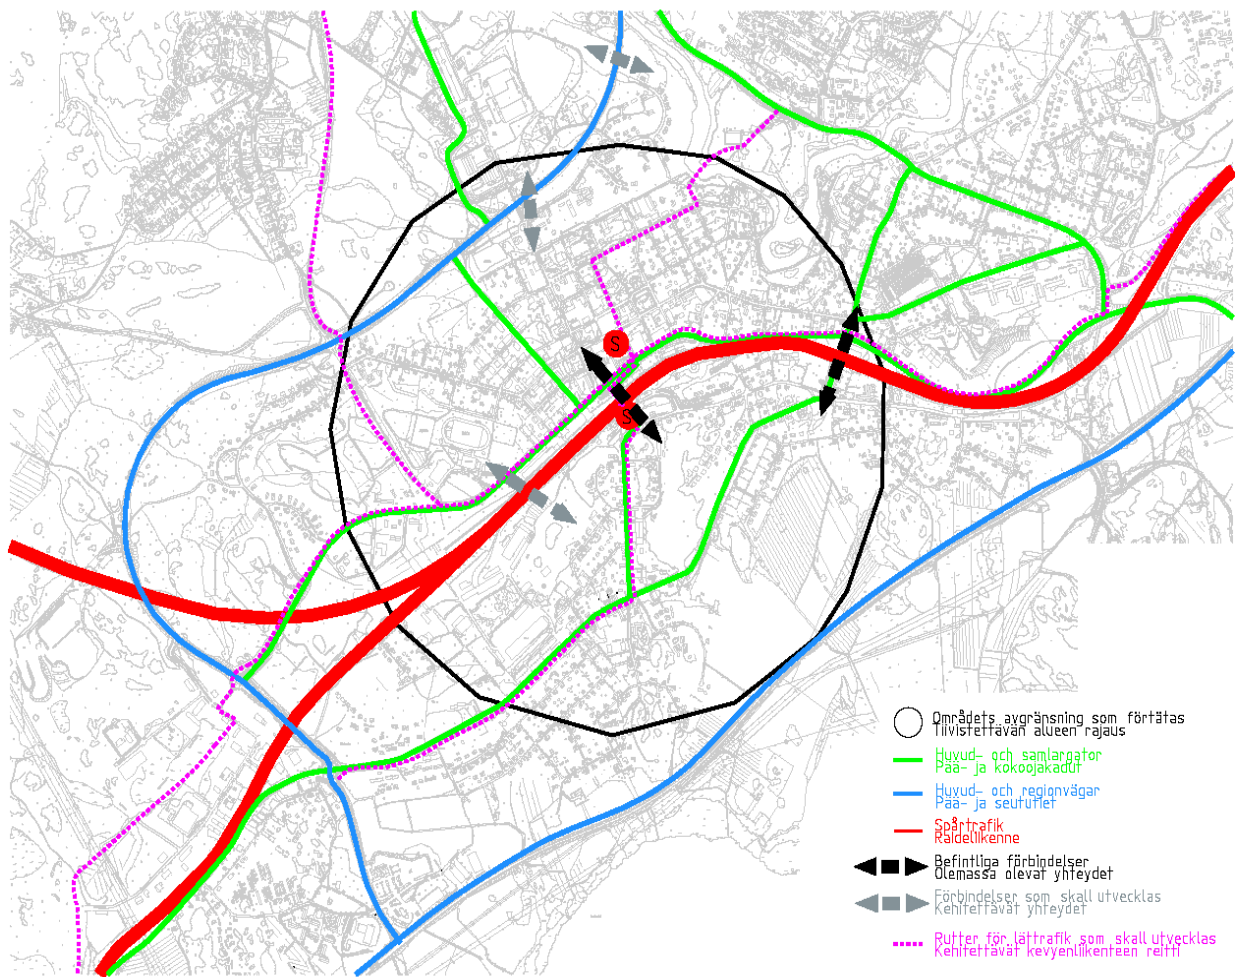 S
S
Områdets avgränsning som förtätas
Tiivistettävän alueen rajaus
Huvud- och samlargator
Pää- ja kokoojakadut
Huvud- och regionvägar
Pää- ja seututiet
Spårtrafik
Raideliikenne
Befintliga förbindelser
Olemassa olevat yhteydet
Förbindelser som skall utvecklas
Kehitettävät yhteydet
Rutter för lättrafik som skall utvecklas
Kehitettävät kevyenliikenteen reitti